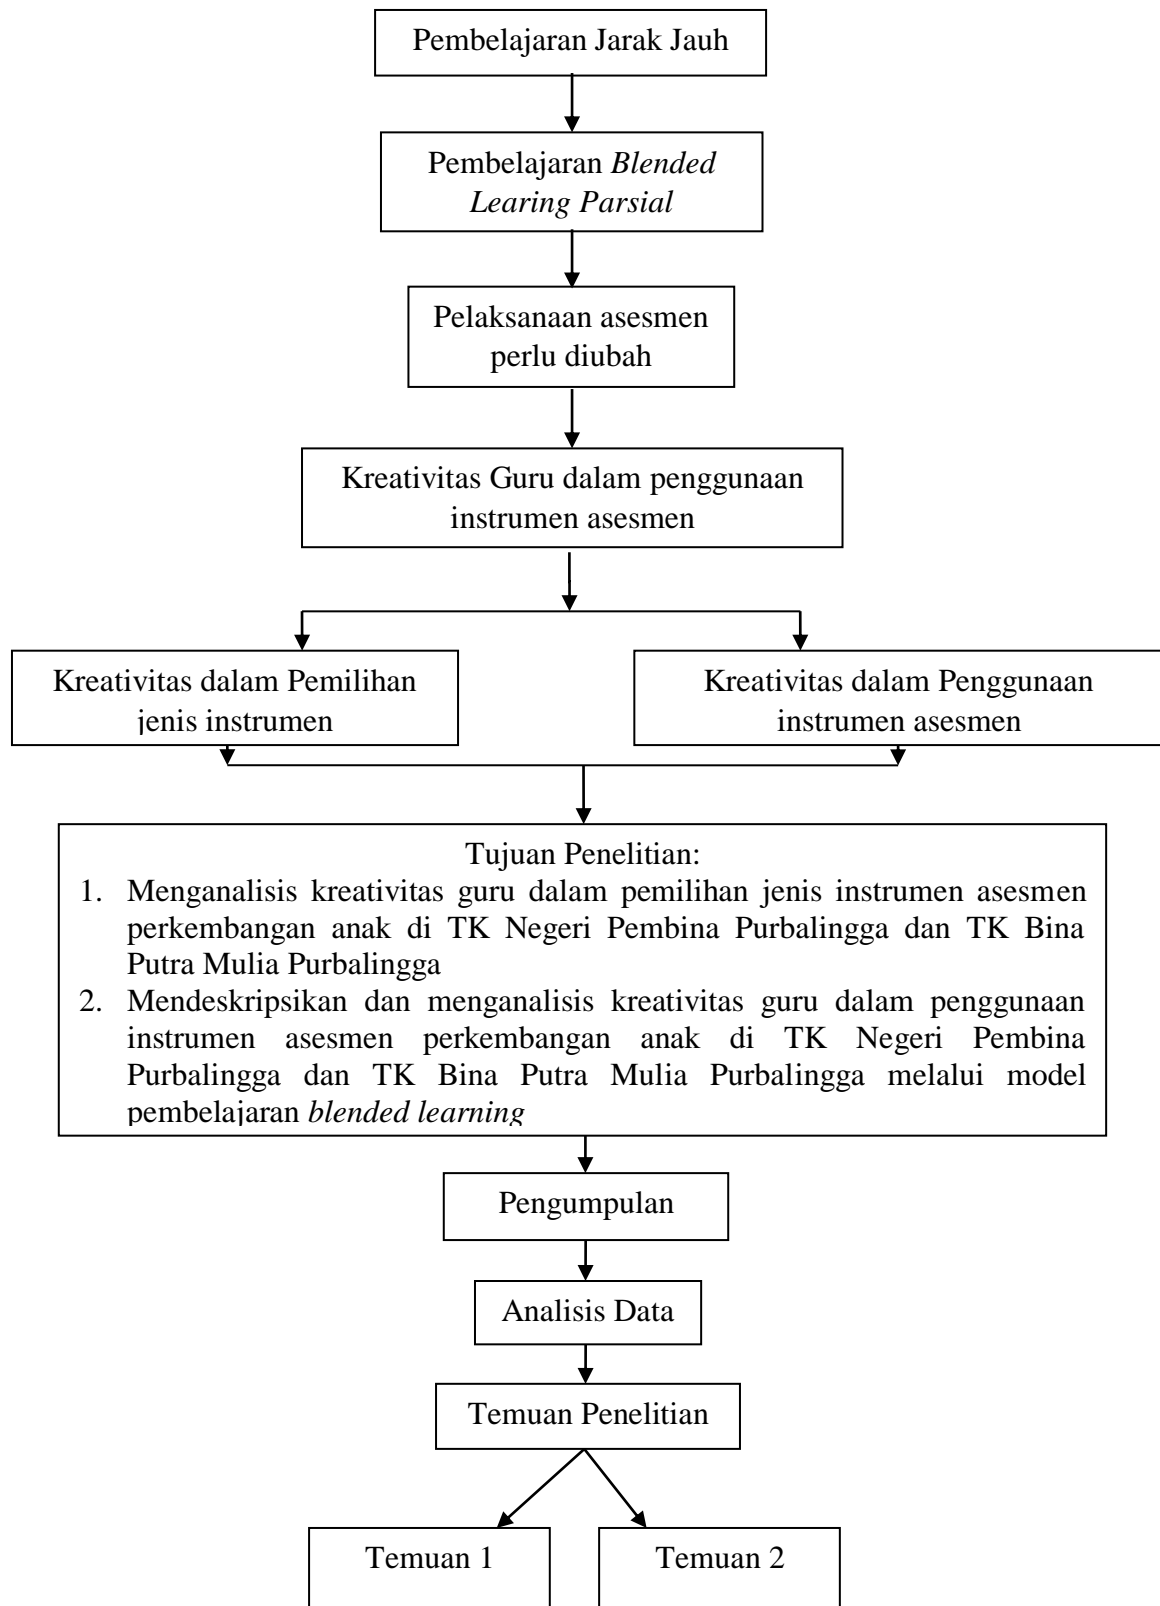 Pembelajaran Jarak Jauh
Pembelajaran Blended
Learing Parsial
Pelaksanaan asesmen
perlu diubah
Kreativitas Guru dalam penggunaan
instrumen asesmen
Kreativitas dalam Pemilihan
jenis instrumen
Kreativitas dalam Penggunaan
instrumen asesmen
Tujuan Penelitian:
1. Menganalisis kreativitas guru dalam pemilihan jenis instrumen asesmen
perkembangan anak di TK Negeri Pembina Purbalingga dan TK Bina
Putra Mulia Purbalingga
2. Mendeskripsikan dan menganalisis kreativitas guru dalam penggunaan
instrumen asesmen perkembangan anak di TK Negeri Pembina
Purbalingga dan TK Bina Putra Mulia Purbalingga melalui model
pembelajaran blended learning
Pengumpulan
Analisis Data
Temuan Penelitian
Temuan 1
Temuan 2